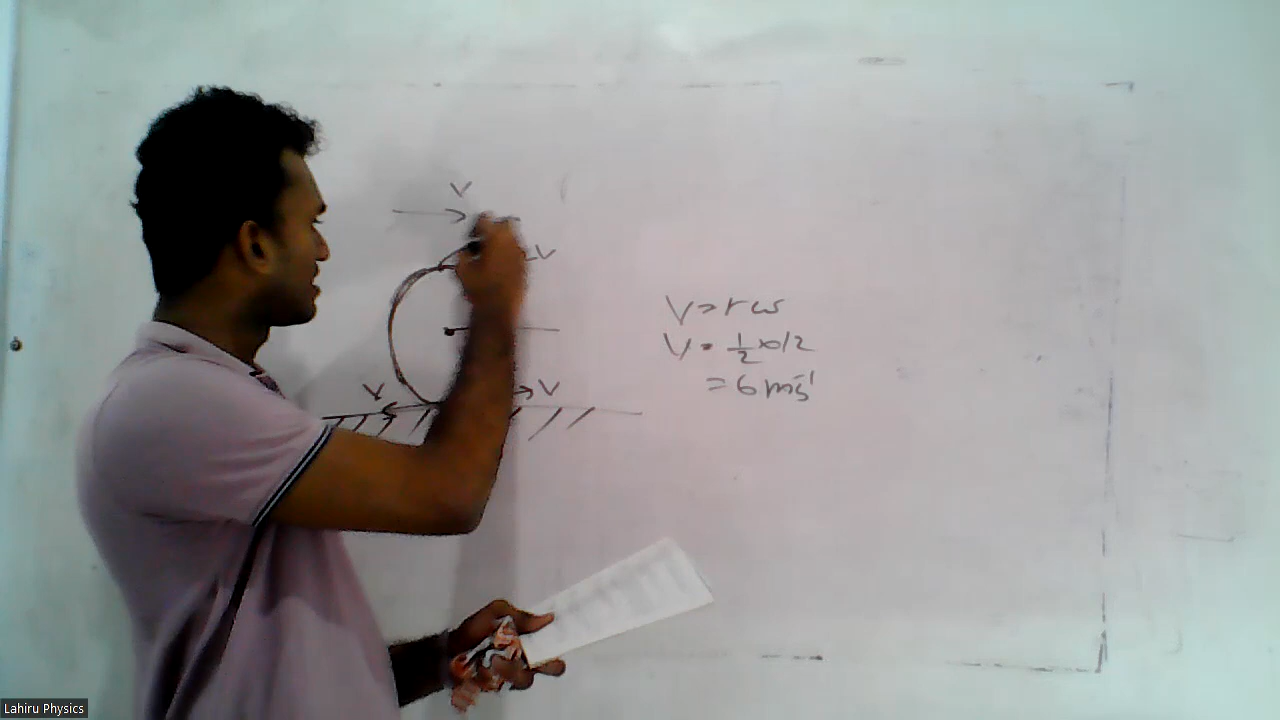 V
V
V = rω
V = 1/2 x 12
= 6 ms⁻¹
V
V
Lahiru Physics